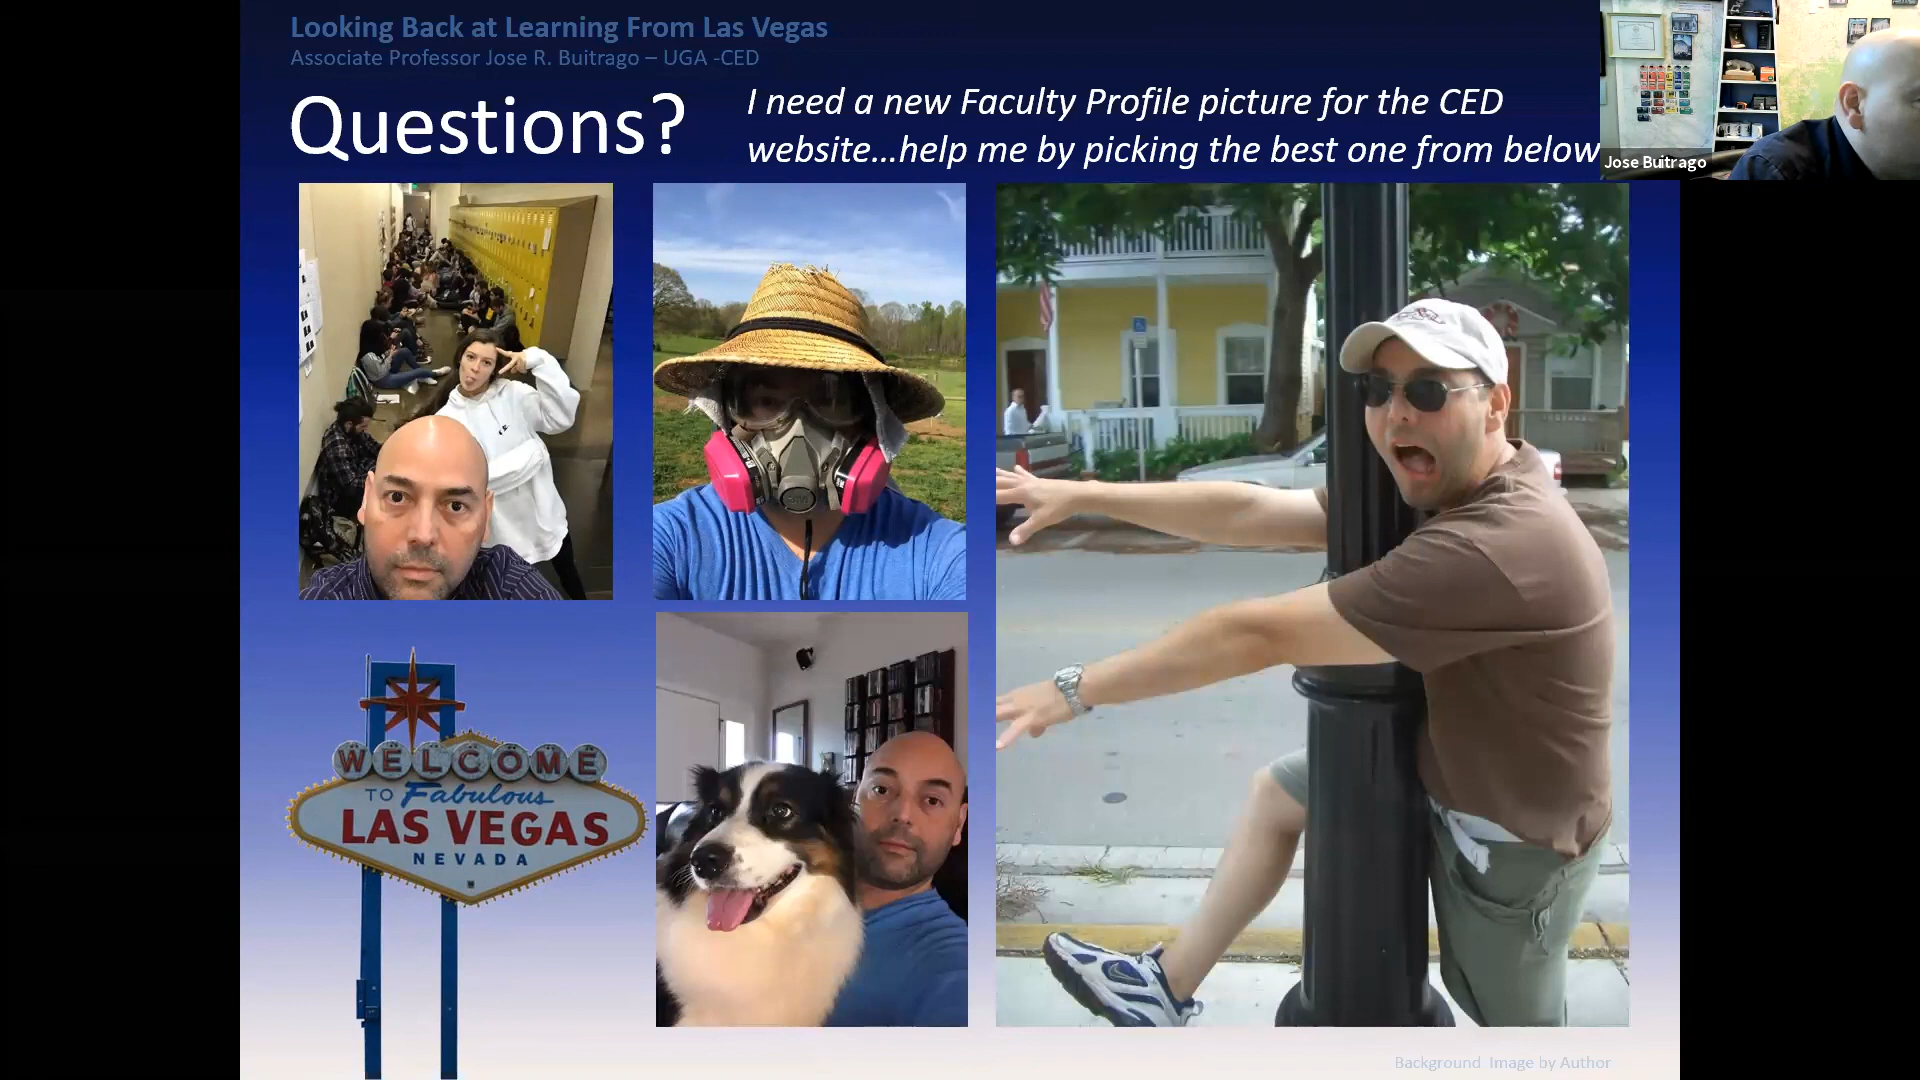 Looking Back at Learning From Las Vegas
Associate Professor Jose R. Buitrago – UGA -CED
Questions?
I need a new Faculty Profile picture for the CED
website...help me by picking the best one from below
Jose Buitrago
WELCOME
TO Fabulous
LAS VEGAS
NEVADA
Background Image by Author